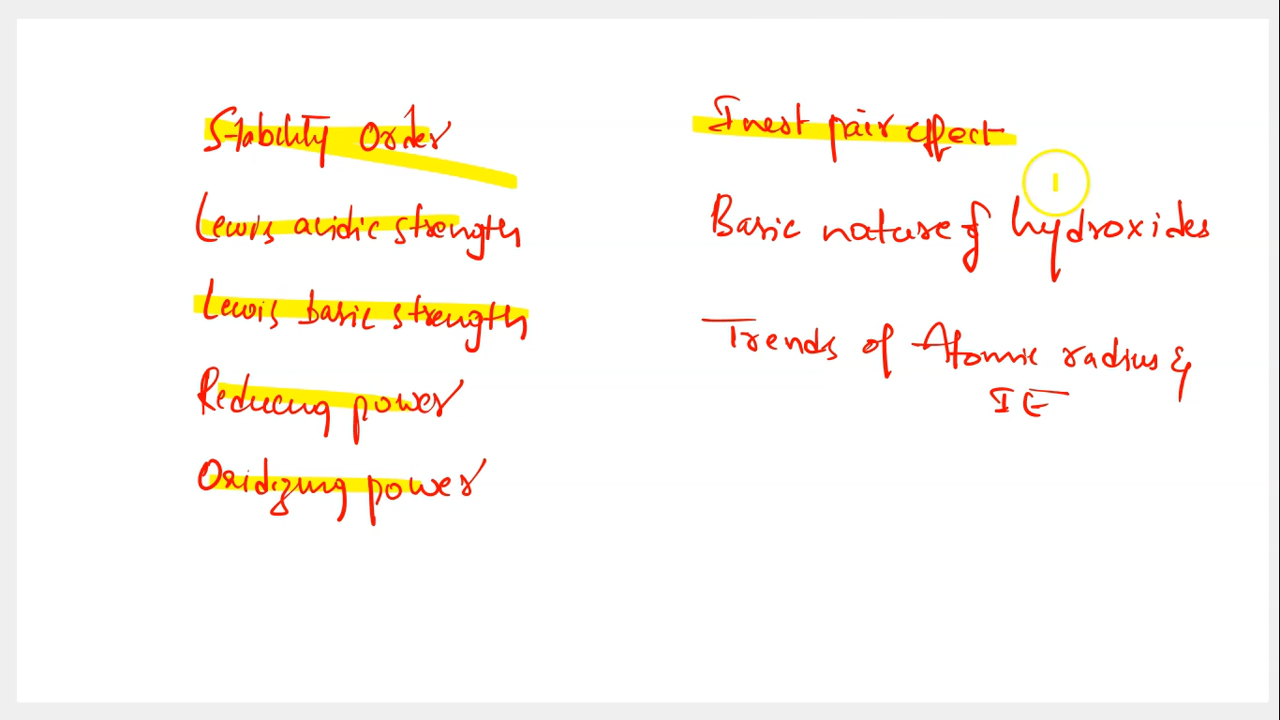 Stability Order
Lewis acidic strength
Lewis basic strength
Reducing power
Oxidizing power
Inert pair effect
Basic nature of hydroxides
Trends of Atomic radius &
IE